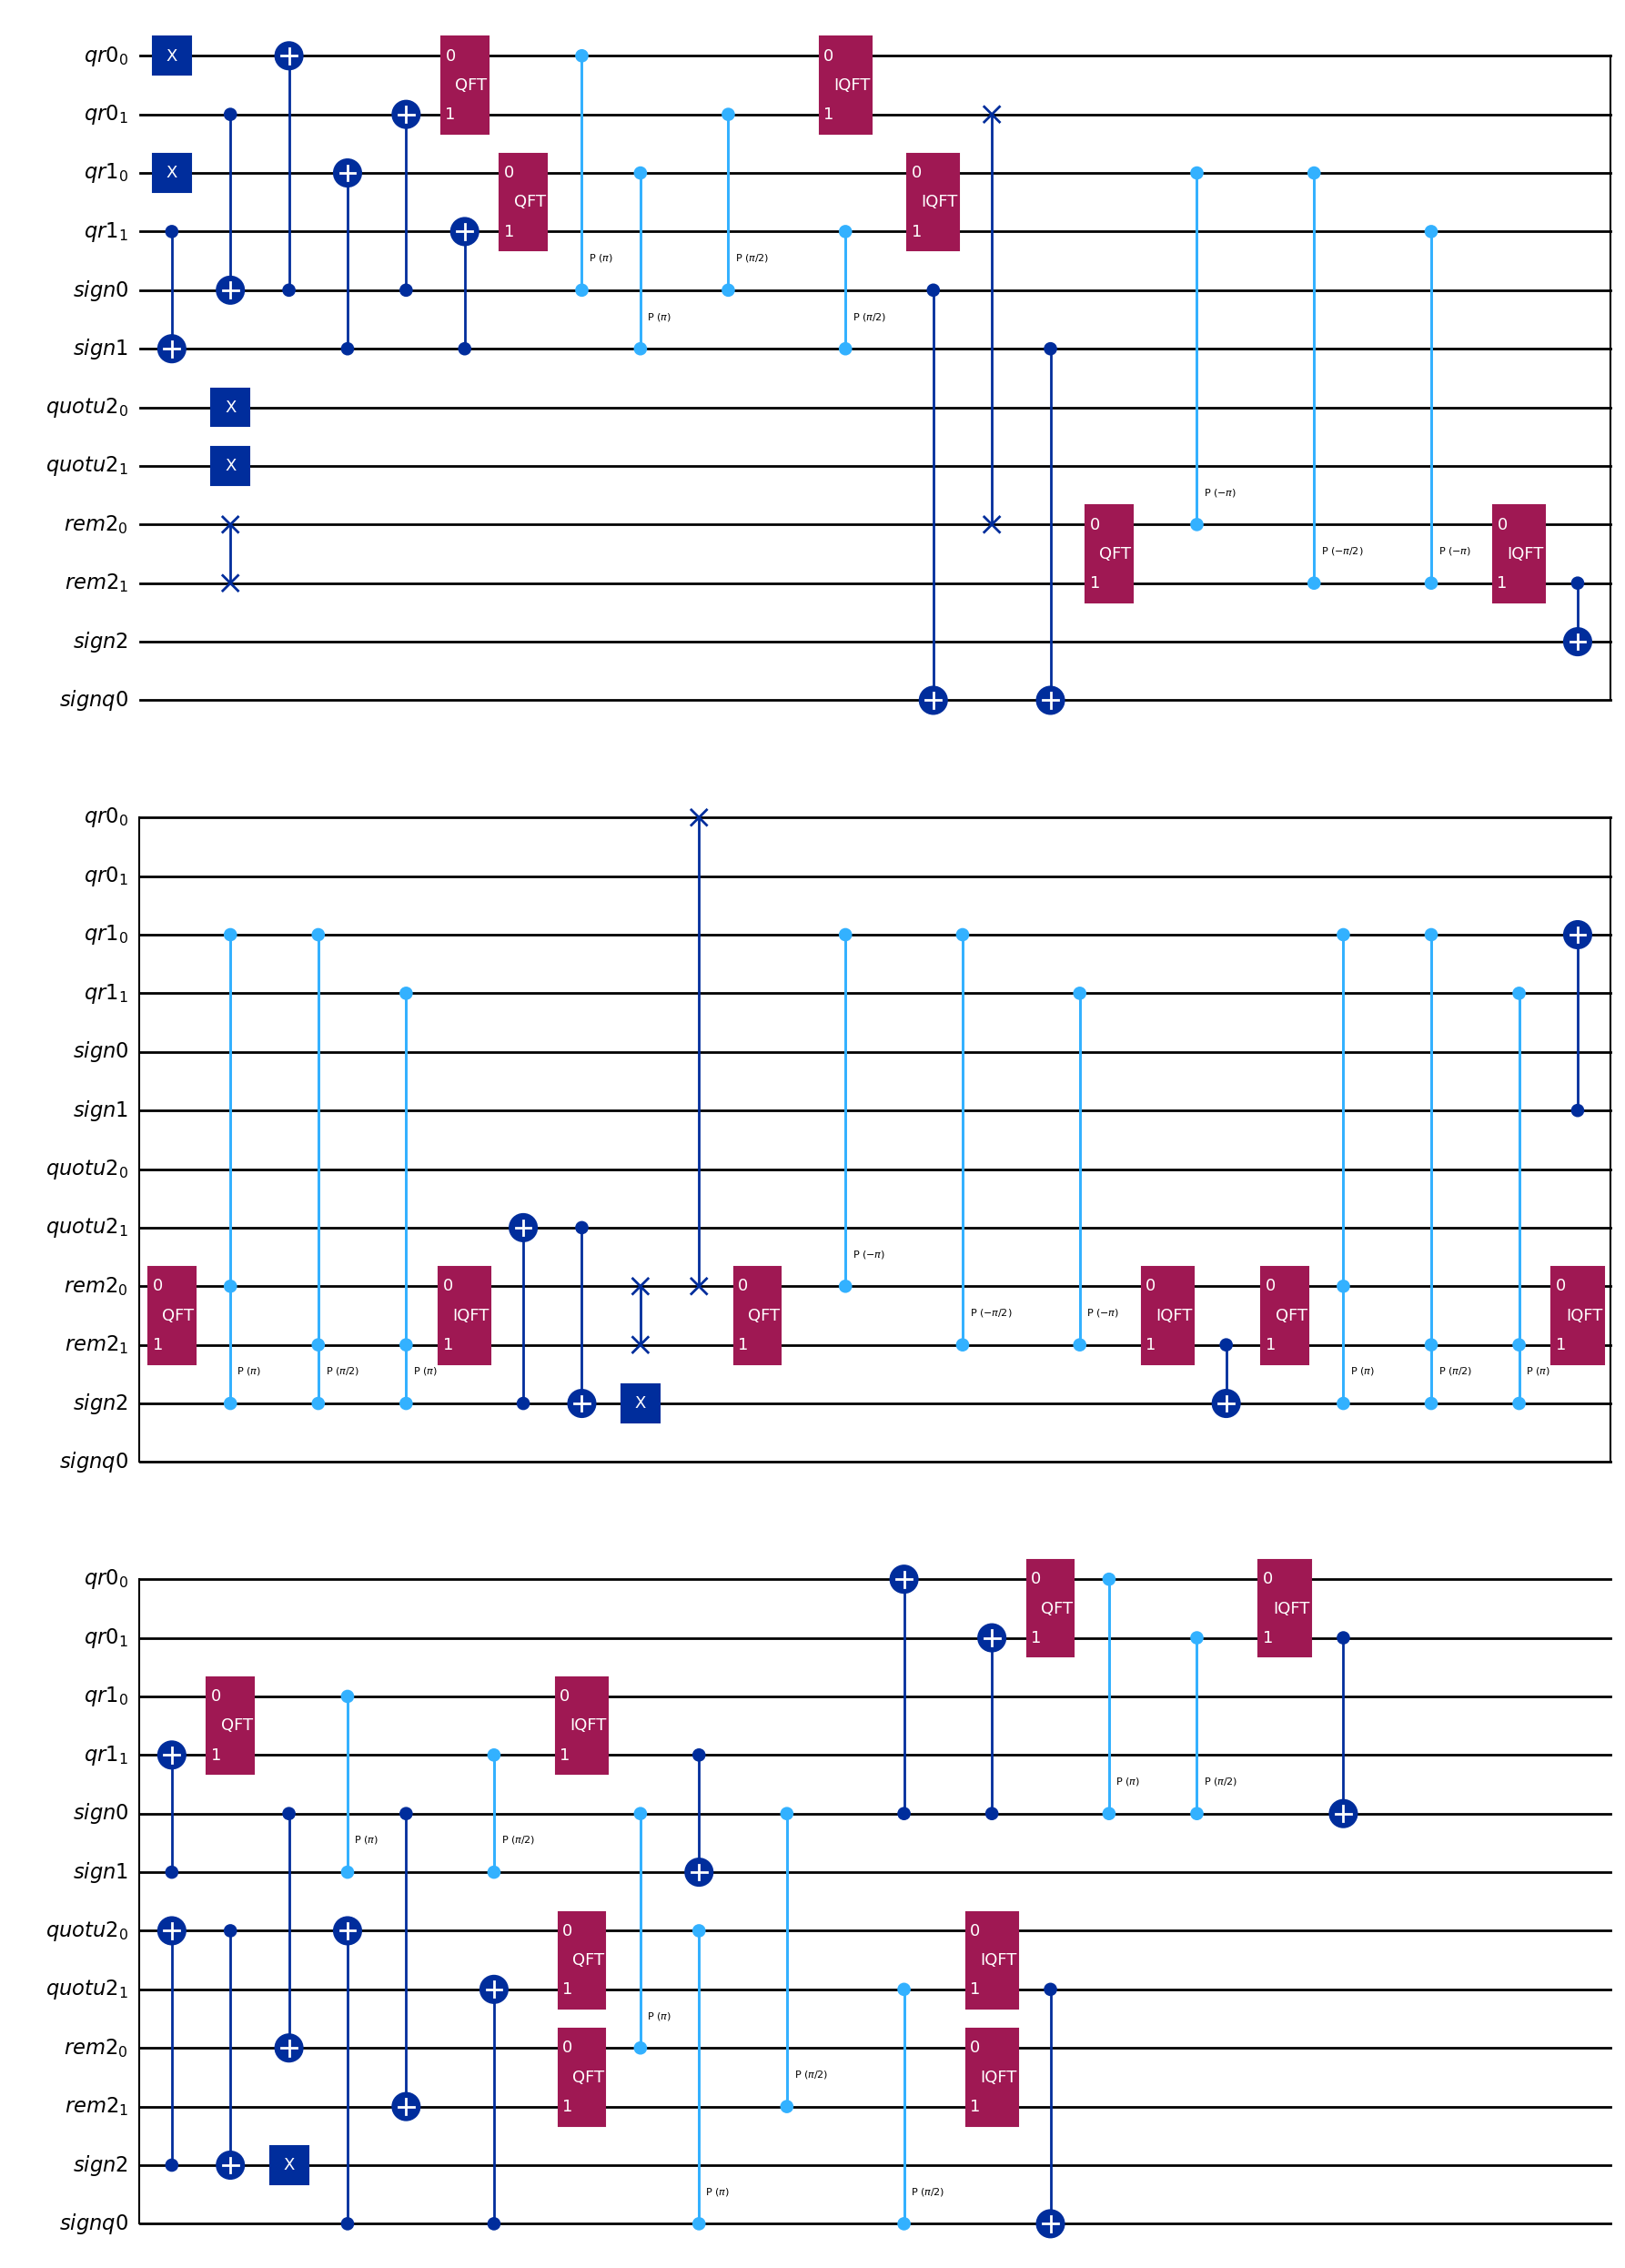 qr0₀ X 0 QFT 0 IQFT
qr0₁ 1 1
qr1₀ X 0 QFT 0 IQFT
qr1₁ 1 1
P (π) P (π/2)
sign0
P (π) P (π/2)
sign1
quotu2₀ X
quotu2₁ X
P (−π)
rem2₀ 0 QFT 0 IQFT
P (−π/2) P (−π)
rem2₁ 1 1
sign2
signq0
qr0₀
qr0₁
qr1₀
qr1₁
sign0
sign1
quotu2₀
quotu2₁
P (−π)
rem2₀ 0 0 0 0 0 0
QFT IQFT QFT P (−π/2) P (−π) IQFT QFT IQFT
rem2₁ 1 1 1 1 1 1
P (π) P (π/2) P (π) P (π) P (π/2) P (π)
sign2 X
signq0
qr0₀ 0 QFT 0 IQFT
qr0₁ 1 1
qr1₀ 0 QFT 0 IQFT
qr1₁ 1 1
P (π) P (π/2)
sign0
P (π) P (π/2)
sign1
quotu2₀ 0 QFT 0 IQFT
quotu2₁ 1 1
P (π)
rem2₀ 0 QFT 0 IQFT
P (π/2)
rem2₁ 1 1
sign2 X
P (π) P (π/2)
signq0